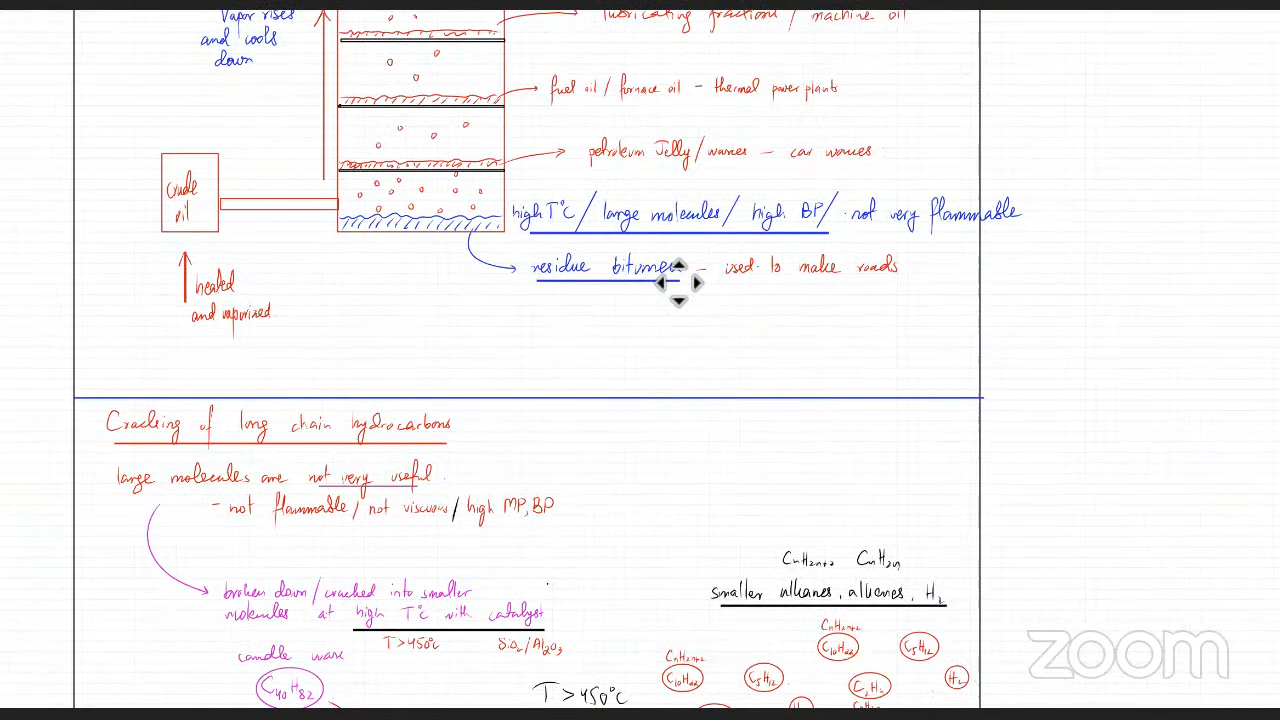 Vapor rises
and cools
down
lubricating fractions / machine oil
fuel oil / furnace oil - thermal power plants
petroleum Jelly / waxes - car waxes
crude
oil
high T°C / large molecules / high BP / not very flammable
residue bitumen - used to make roads
heated
and vaporized
Cracking of long chain hydrocarbons
large molecules are not very useful.
- not flammable / not viscous / high MP, BP
CnH2n+2 CnH2n
broken down / cracked into smaller
smaller alkanes, alkenes, H2
molecules at high T°C with catalyst
T>450°C SiO2/Al2O3
CnH2n+2
C10H22 C5H12
candle wax
CnH2n+2
C10H22 C5H12 C2H4 H2
C40H82
T>450°C
zoom